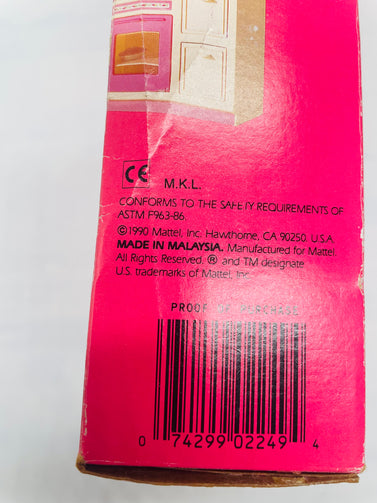 CE M.K.L.
CONFORMS TO THE SAFETY REQUIREMENTS OF
ASTM F963-86.
©1990 Mattel, Inc. Hawthorne, CA 90250. U.S.A.
MADE IN MALAYSIA. Manufactured for Mattel.
All Rights Reserved. ® and TM designate
U.S. trademarks of Mattel, Inc.
PROOF OF PURCHASE
0 74299 02249 4